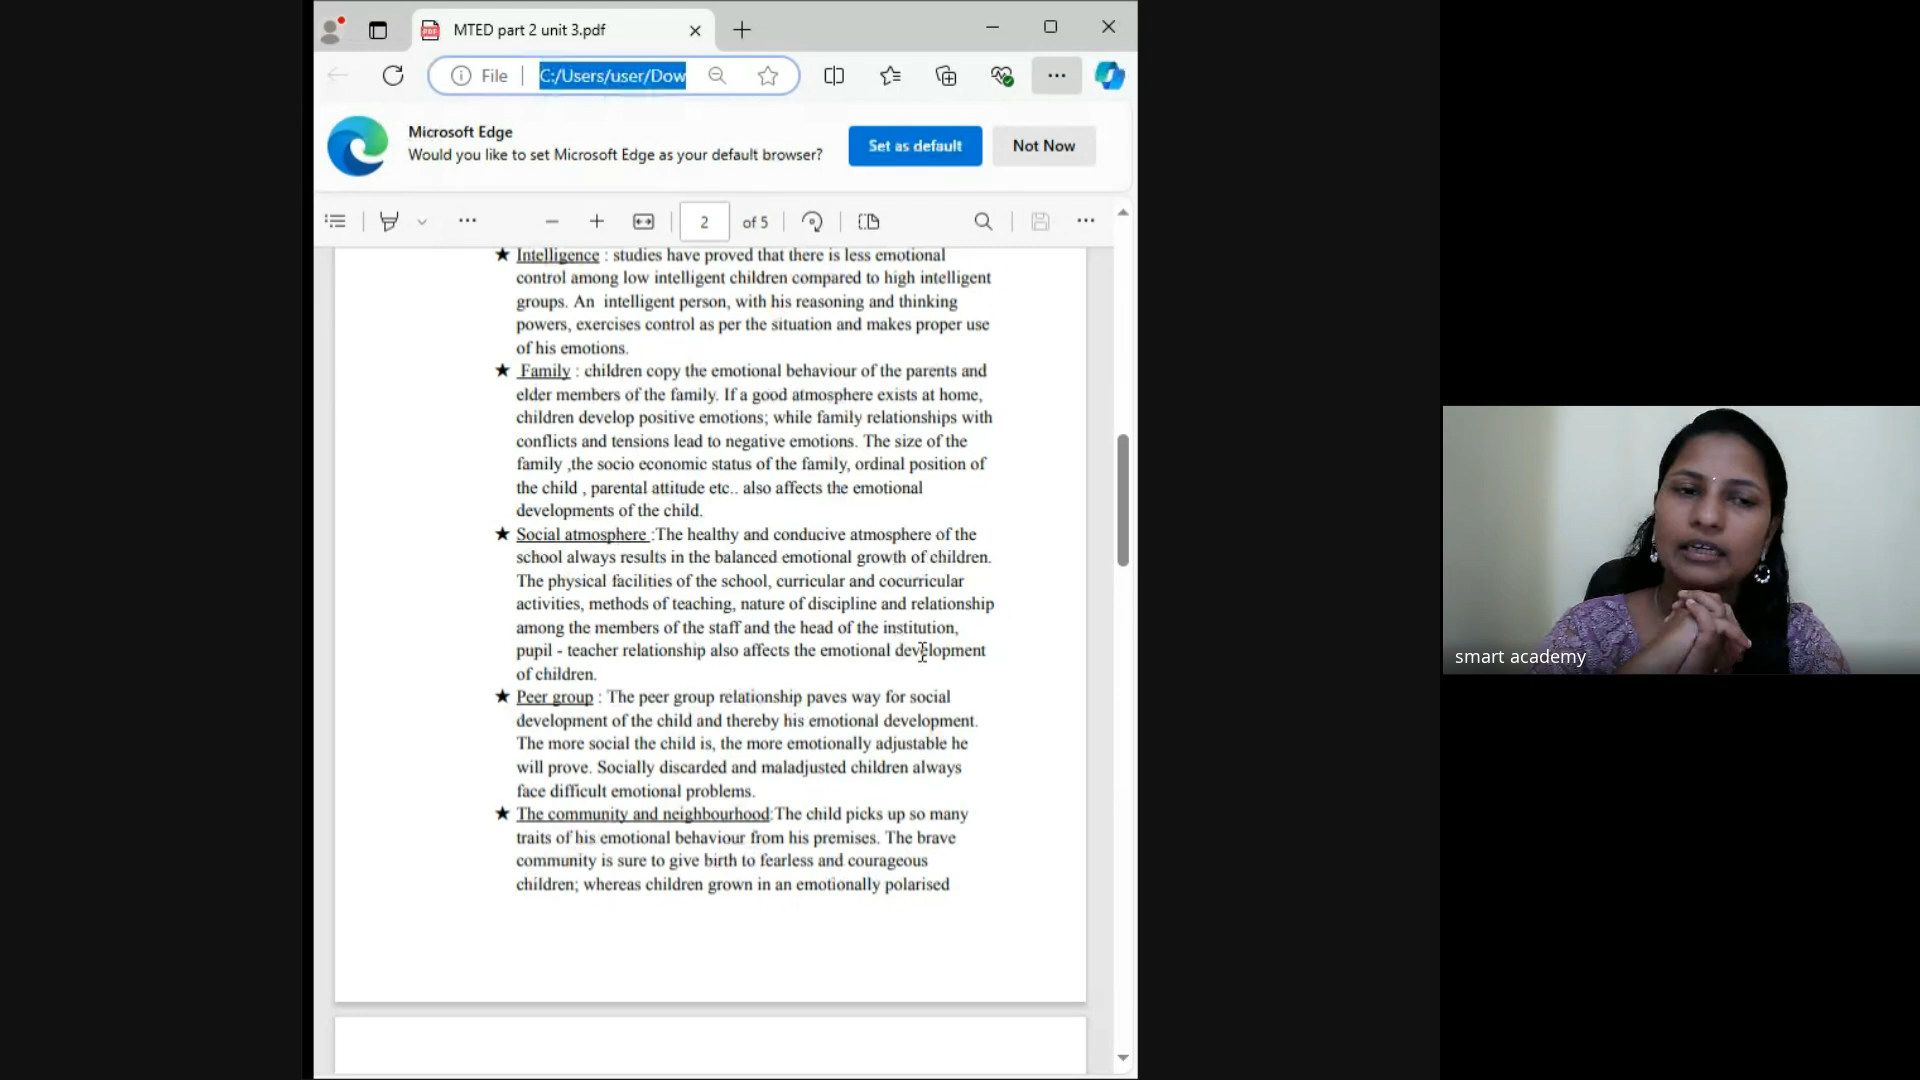 MTED part 2 unit 3.pdf
File
C:/Users/user/Dow
Microsoft Edge
Would you like to set Microsoft Edge as your default browser?
Set as default
Not Now
2 of 5
★ Intelligence : studies have proved that there is less emotional
control among low intelligent children compared to high intelligent
groups. An intelligent person, with his reasoning and thinking
powers, exercises control as per the situation and makes proper use
of his emotions.
★ Family : children copy the emotional behaviour of the parents and
elder members of the family. If a good atmosphere exists at home,
children develop positive emotions; while family relationships with
conflicts and tensions lead to negative emotions. The size of the
family ,the socio economic status of the family, ordinal position of
the child , parental attitude etc.. also affects the emotional
developments of the child.
★ Social atmosphere :The healthy and conducive atmosphere of the
school always results in the balanced emotional growth of children.
The physical facilities of the school, curricular and cocurricular
activities, methods of teaching, nature of discipline and relationship
among the members of the staff and the head of the institution,
pupil - teacher relationship also affects the emotional development
of children.
★ Peer group : The peer group relationship paves way for social
development of the child and thereby his emotional development.
The more social the child is, the more emotionally adjustable he
will prove. Socially discarded and maladjusted children always
face difficult emotional problems.
★ The community and neighbourhood:The child picks up so many
traits of his emotional behaviour from his premises. The brave
community is sure to give birth to fearless and courageous
children; whereas children grown in an emotionally polarised
smart academy